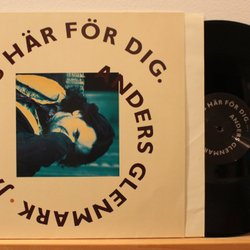 S HÄR FÖR DIG.
ANDERS GLENMARK. J
S HÄR FÖR DIG.
ANDERS GLENMARK